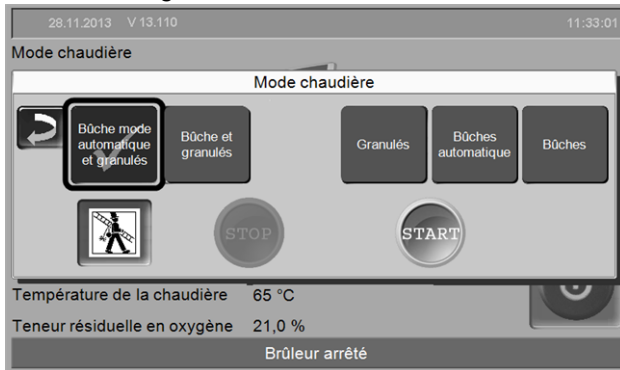 28.11.2013 V 13.110 11:33:01
Mode chaudière
Mode chaudière
Bûche mode
automatique
et granulés
Bûche et
granulés
Granulés
Bûches
automatique
Bûches
STOP
START
Température de la chaudière 65 °C
Teneur résiduelle en oxygène 21,0 %
Brûleur arrêté